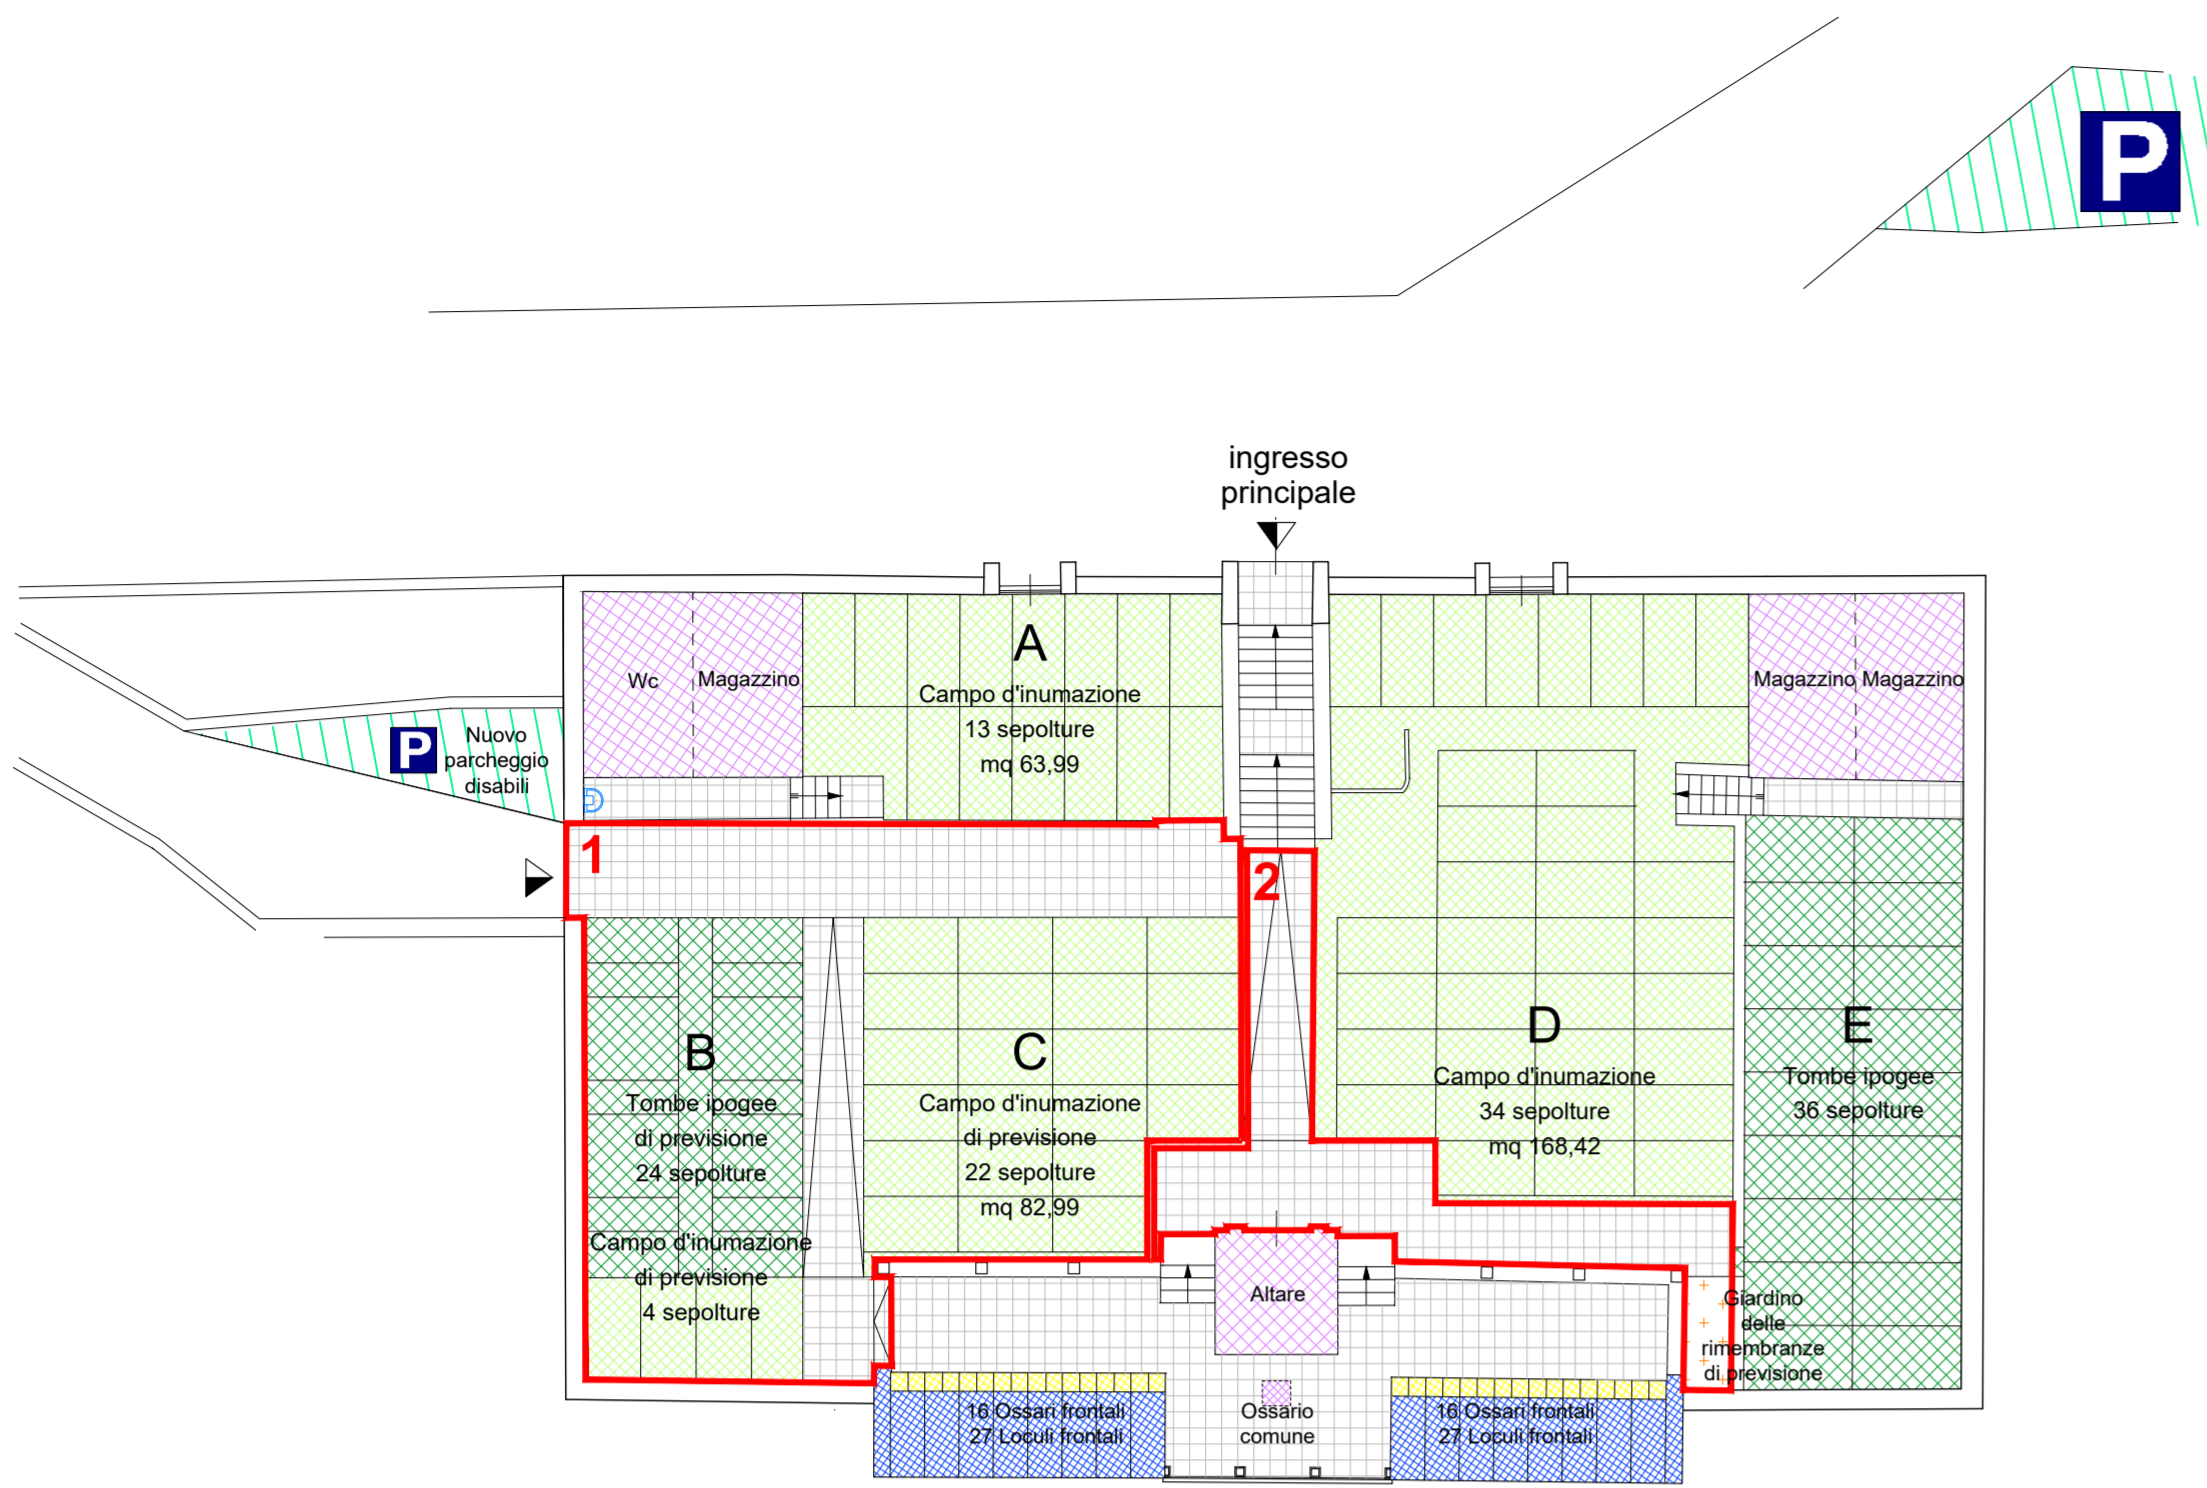 P
ingresso
principale
A
Campo d'inumazione
13 sepolture
mq 63,99
Wc
Magazzino
Magazzino
Magazzino
P
Nuovo
parcheggio
disabili
1
2
B
Tombe ipogee
di previsione
24 sepolture
Campo d'inumazione
di previsione
4 sepolture
C
Campo d'inumazione
di previsione
22 sepolture
mq 82,99
D
Campo d'inumazione
34 sepolture
mq 168,42
E
Tombe ipogee
36 sepolture
Altare
Giardino
delle
rimembranze
di previsione
16 Ossari frontali
27 Loculi frontali
Ossario
comune
16 Ossari frontali
27 Loculi frontali